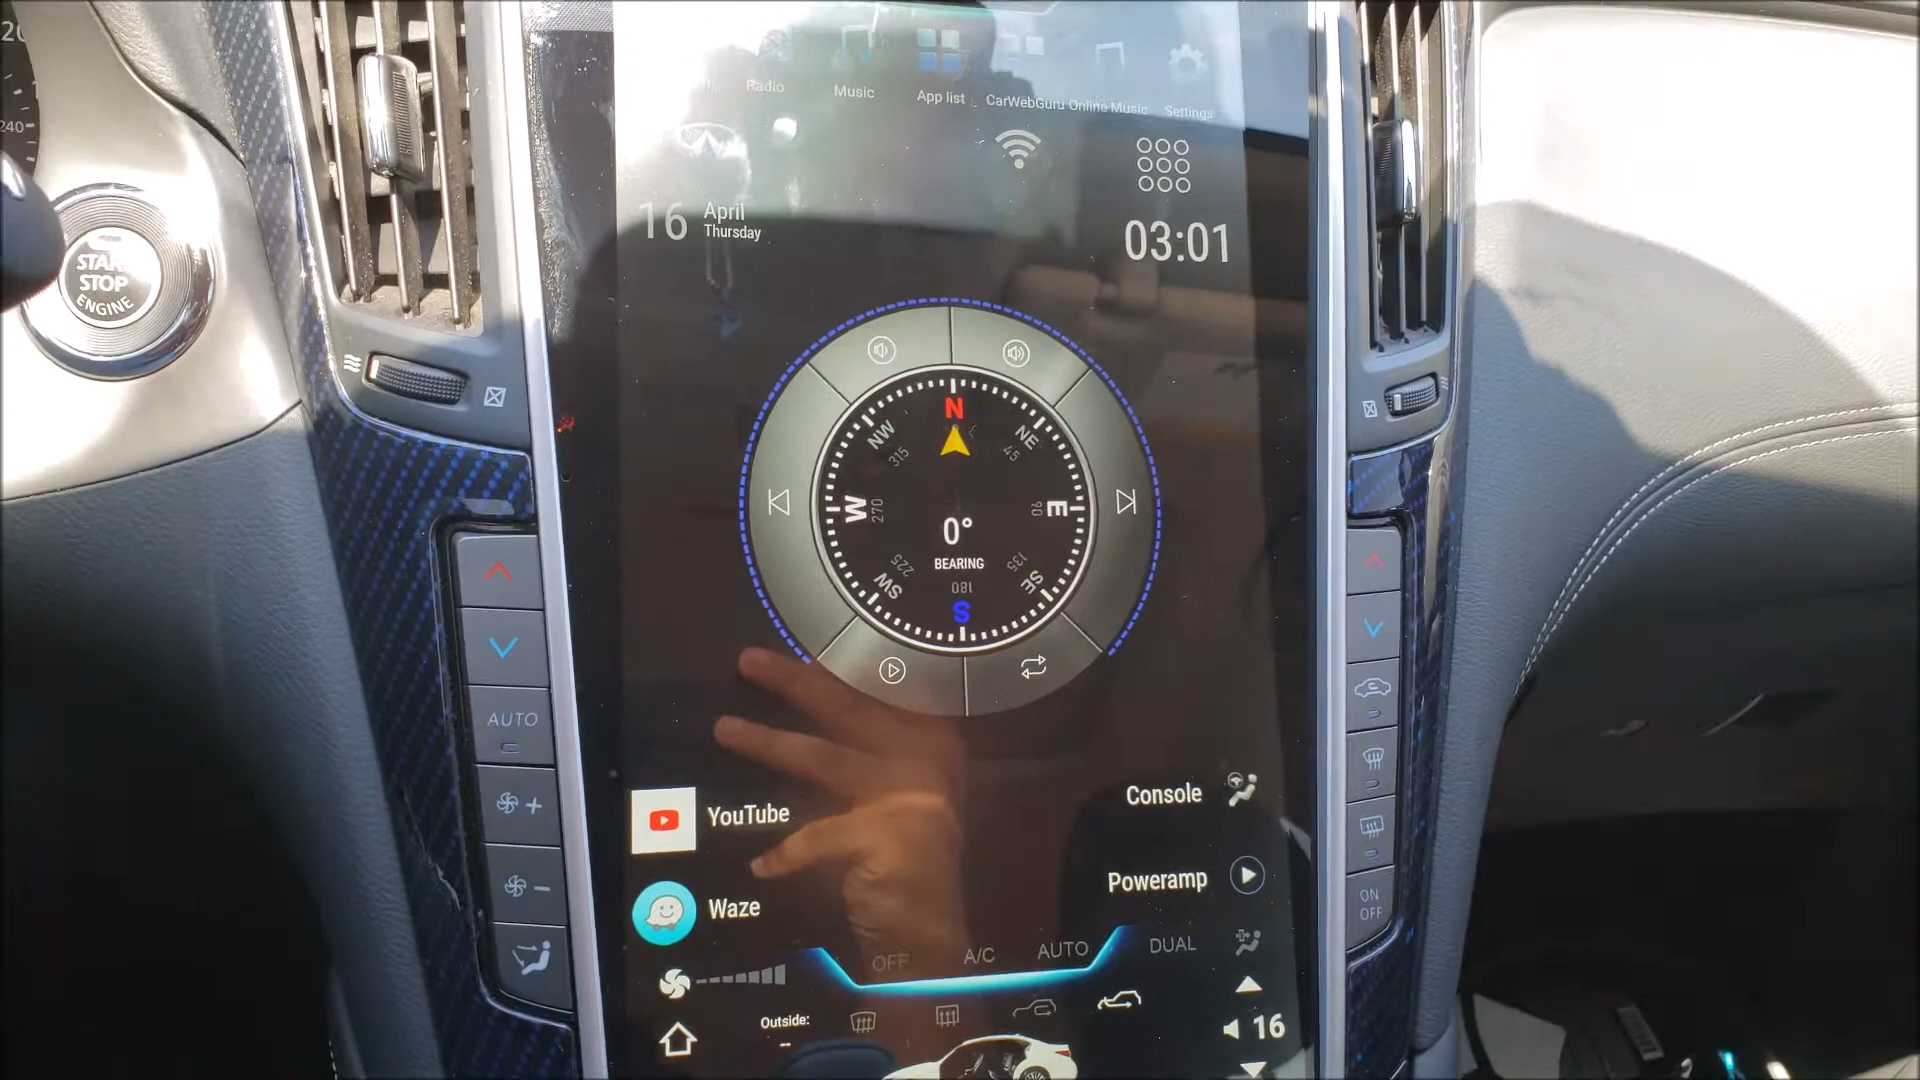 Radio
Music
App list
CarWebGuru
Online Music
Settings
16
April
Thursday
03:01
240
START
STOP
ENGINE
N
NW
315
NE
45
W
270
E
90
0°
BEARING
SW
225
SE
135
180
S
AUTO
+
−
ON
OFF
YouTube
Waze
Console
Poweramp
OFF
A/C
AUTO
DUAL
Outside:
--
16